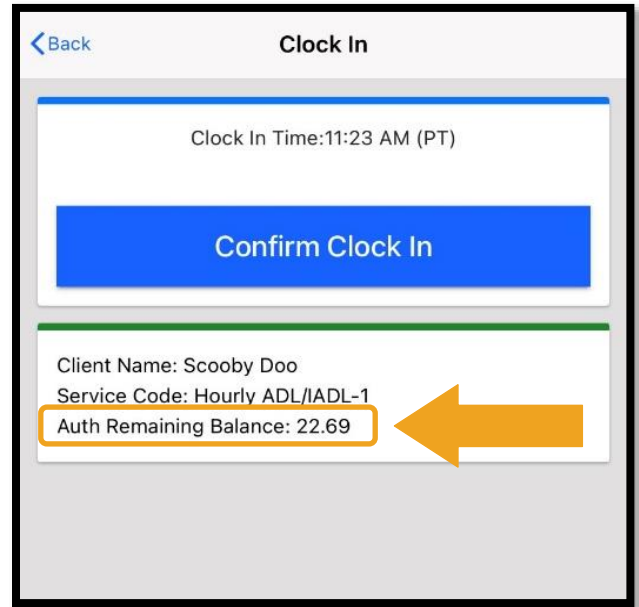 Back
Clock In
Clock In Time:11:23 AM (PT)
Confirm Clock In
Client Name: Scooby Doo
Service Code: Hourly ADL/IADL-1
Auth Remaining Balance: 22.69